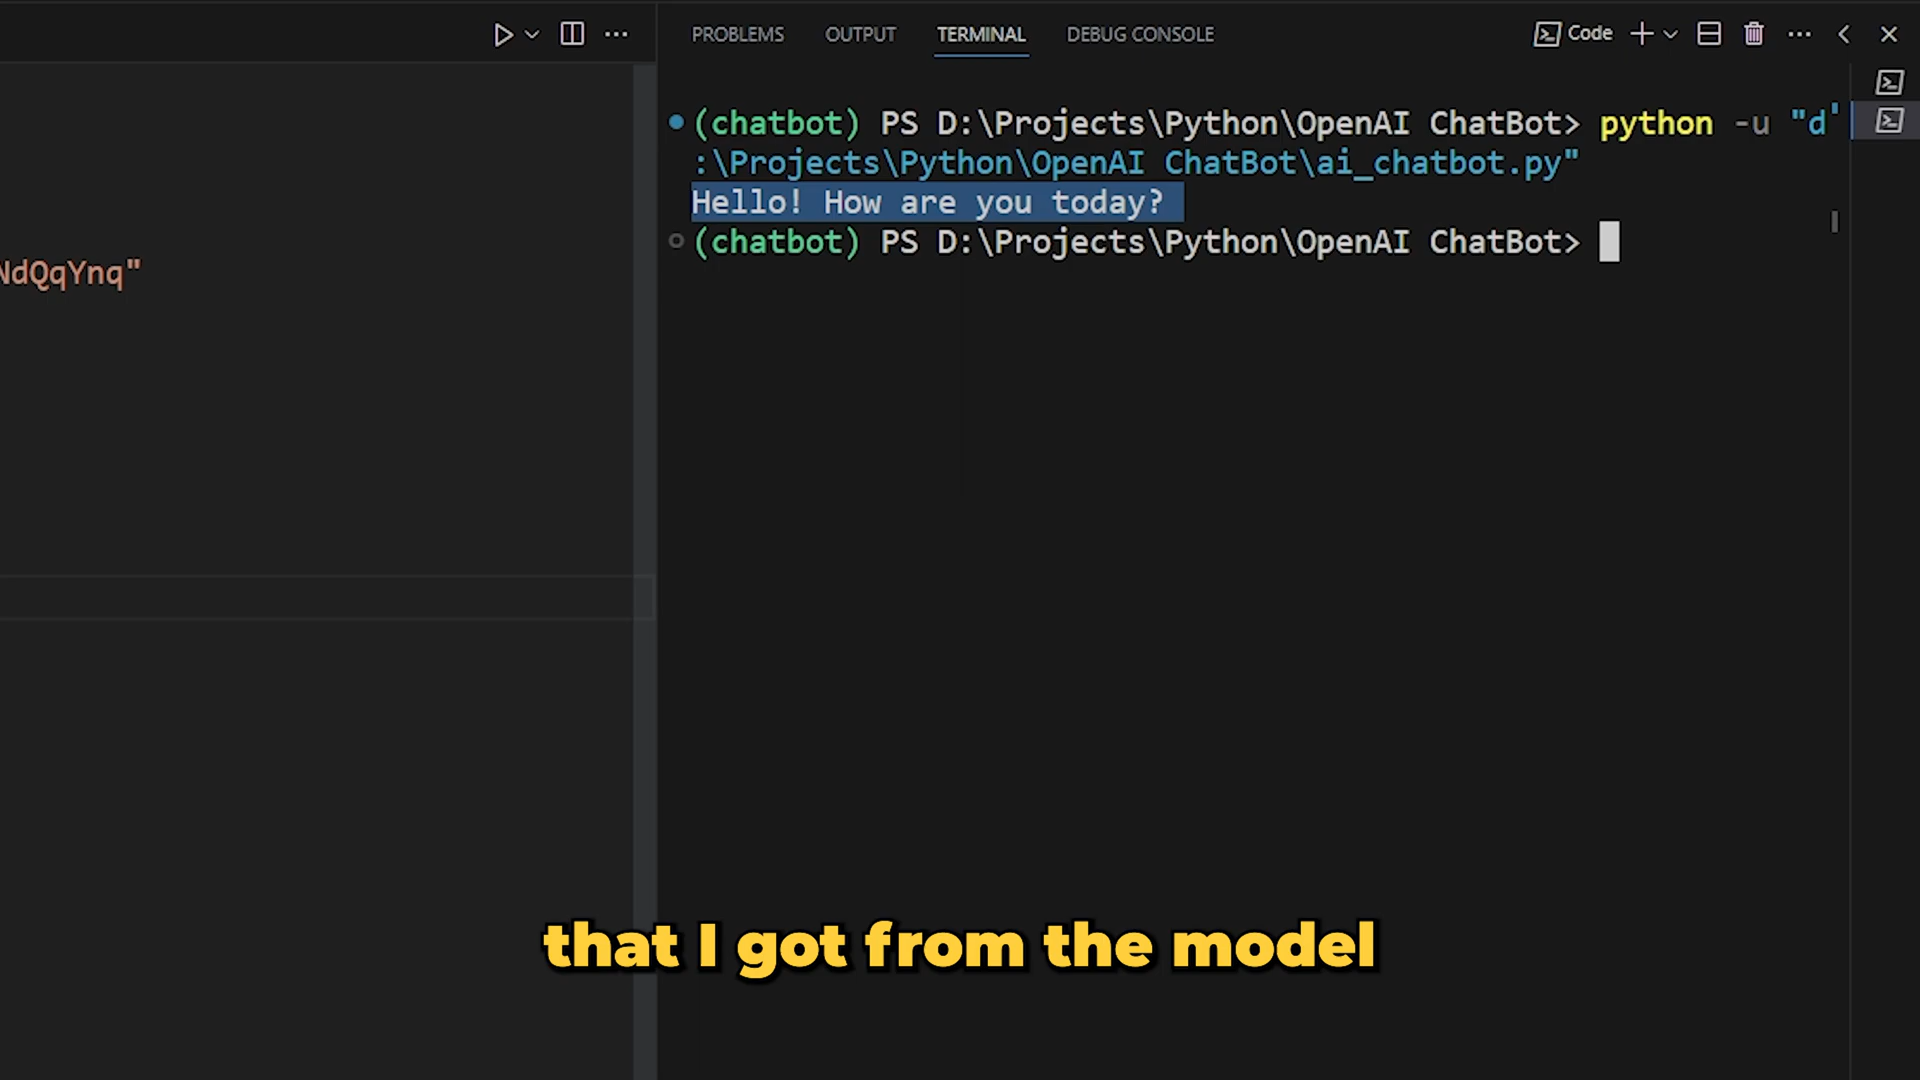 PROBLEMS OUTPUT TERMINAL DEBUG CONSOLE Code
(chatbot) PS D:\Projects\Python\OpenAI ChatBot> python -u "d
:\Projects\Python\OpenAI ChatBot\ai_chatbot.py"
Hello! How are you today?
(chatbot) PS D:\Projects\Python\OpenAI ChatBot>
NdQqYnq"
that I got from the model